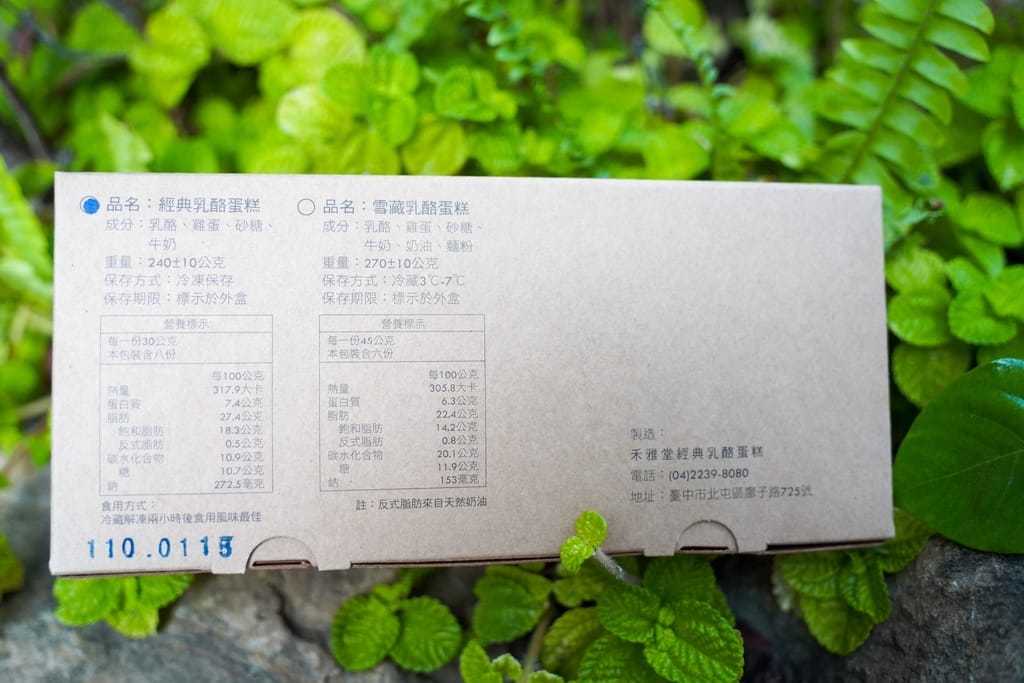 品名：經典乳酪蛋糕
成分：乳酪、雞蛋、砂糖、
牛奶
重量：240±10公克
保存方式：冷凍保存
保存期限：標示於外盒
營養標示
每一份30公克
本包裝含八份
每100公克
熱量 317.9大卡
蛋白質 7.4公克
脂肪 27.4公克
飽和脂肪 18.3公克
反式脂肪 0.5公克
碳水化合物 10.9公克
糖 10.7公克
鈉 272.5毫克
食用方式：
冷藏解凍兩小時後食用風味最佳
110.0115
品名：雪藏乳酪蛋糕
成分：乳酪、雞蛋、砂糖、
牛奶、奶油、麵粉
重量：270±10公克
保存方式：冷藏3℃-7℃
保存期限：標示於外盒
營養標示
每一份45公克
本包裝含六份
每100公克
熱量 305.8大卡
蛋白質 6.3公克
脂肪 22.4公克
飽和脂肪 14.2公克
反式脂肪 0.8公克
碳水化合物 20.1公克
糖 11.9公克
鈉 153毫克
註：反式脂肪來自天然奶油
製造：
禾雅堂經典乳酪蛋糕
電話：(04)2239-8080
地址：臺中市北屯區廍子路725號